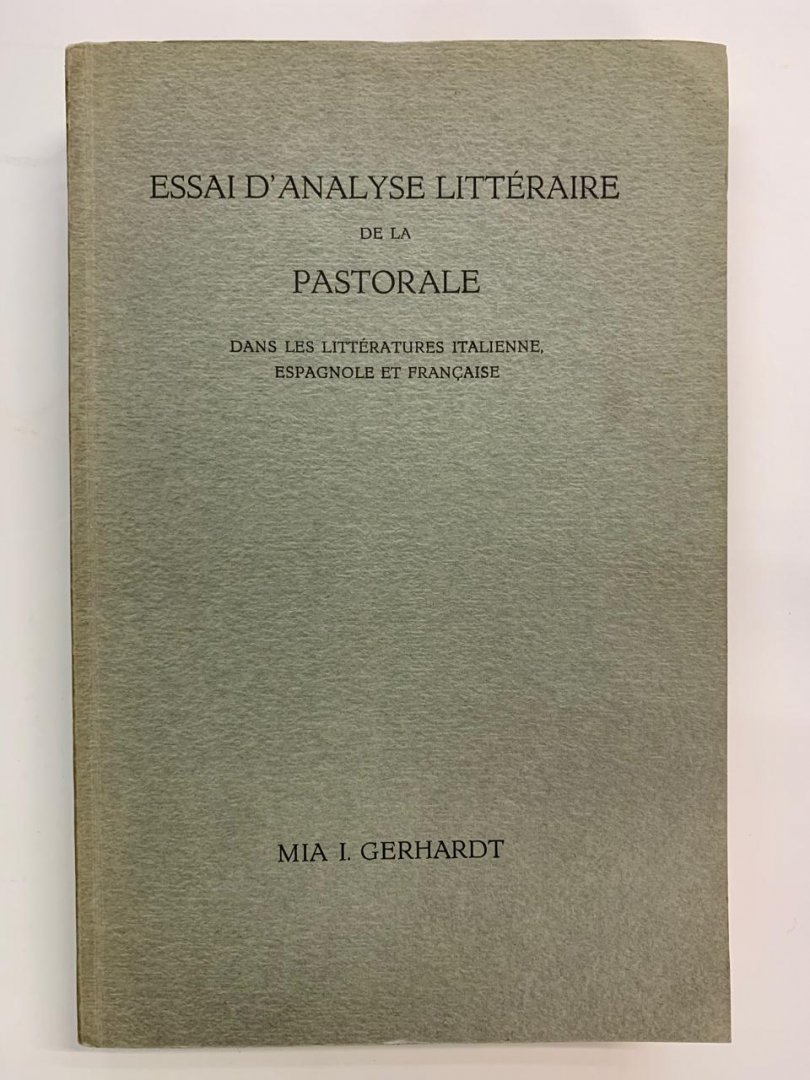 ESSAI D'ANALYSE LITTÉRAIRE
DE LA
PASTORALE
DANS LES LITTÉRATURES ITALIENNE,
ESPAGNOLE ET FRANÇAISE
MIA I. GERHARDT